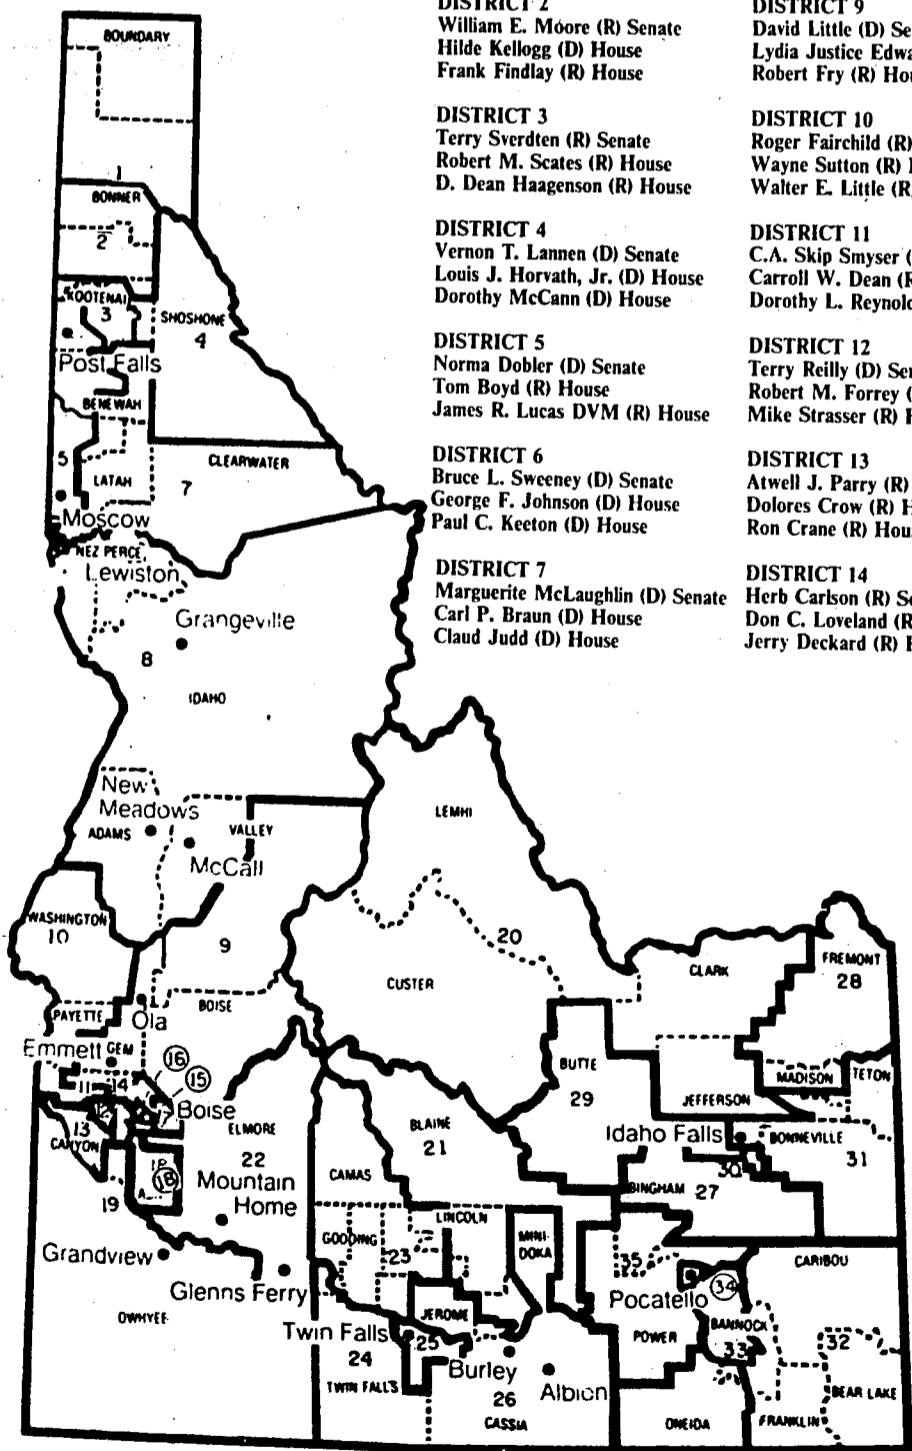 DISTRICT 2
William E. Moore (R) Senate
Hilde Kellogg (D) House
Frank Findlay (R) House
DISTRICT 3
Terry Sverdten (R) Senate
Robert M. Scates (R) House
D. Dean Haagenson (R) House
DISTRICT 4
Vernon T. Lannen (D) Senate
Louis J. Horvath, Jr. (D) House
Dorothy McCann (D) House
DISTRICT 5
Norma Dobler (D) Senate
Tom Boyd (R) House
James R. Lucas DVM (R) House
DISTRICT 6
Bruce L. Sweeney (D) Senate
George F. Johnson (D) House
Paul C. Keeton (D) House
DISTRICT 7
Marguerite McLaughlin (D) Senate
Carl P. Braun (D) House
Claud Judd (D) House
DISTRICT 9
David Little (D) Se
Lydia Justice Edwa
Robert Fry (R) Hou
DISTRICT 10
Roger Fairchild (R)
Wayne Sutton (R)
Walter E. Little (R
DISTRICT 11
C.A. Skip Smyser (
Carroll W. Dean (R
Dorothy L. Reynol
DISTRICT 12
Terry Reilly (D) Sen
Robert M. Forrey (
Mike Strasser (R) H
DISTRICT 13
Atwell J. Parry (R)
Dolores Crow (R) H
Ron Crane (R) Hou
DISTRICT 14
Herb Carlson (R) Se
Don C. Loveland (R
Jerry Deckard (R) H
BOUNDARY
1
BONNER
2
KOOTENAI
3
SHOSHONE
4
Post Falls
BENEWAH
5
LATAH
CLEARWATER
7
Moscow
NEZ PERCE
Lewiston
Grangeville
8
IDAHO
New
Meadows
ADAMS
VALLEY
McCall
LEMHI
WASHINGTON
10
9
20
CUSTER
CLARK
FREMONT
28
BOISE
PAYETTE
Ola
Emmett
GEM
16
15
11
14
Boise
12
13
CANYON
18
19
ELMORE
22
Mountain
Home
BUTTE
29
JEFFERSON
MADISON
TETON
BLAINE
21
CAMAS
Idaho Falls
BONNEVILLE
31
30
BINGHAM 27
GOODING
23
LINCOLN
MINI-
DOKA
Grandview
Glenns Ferry
OWHYEE
JEROME
Twin Falls
24
25
TWIN FALLS
Burley
26
Albion
CASSIA
35
CARIBOU
Pocatello
34
POWER
BANNOCK
33
32
ONEIDA
FRANKLIN
BEAR LAKE